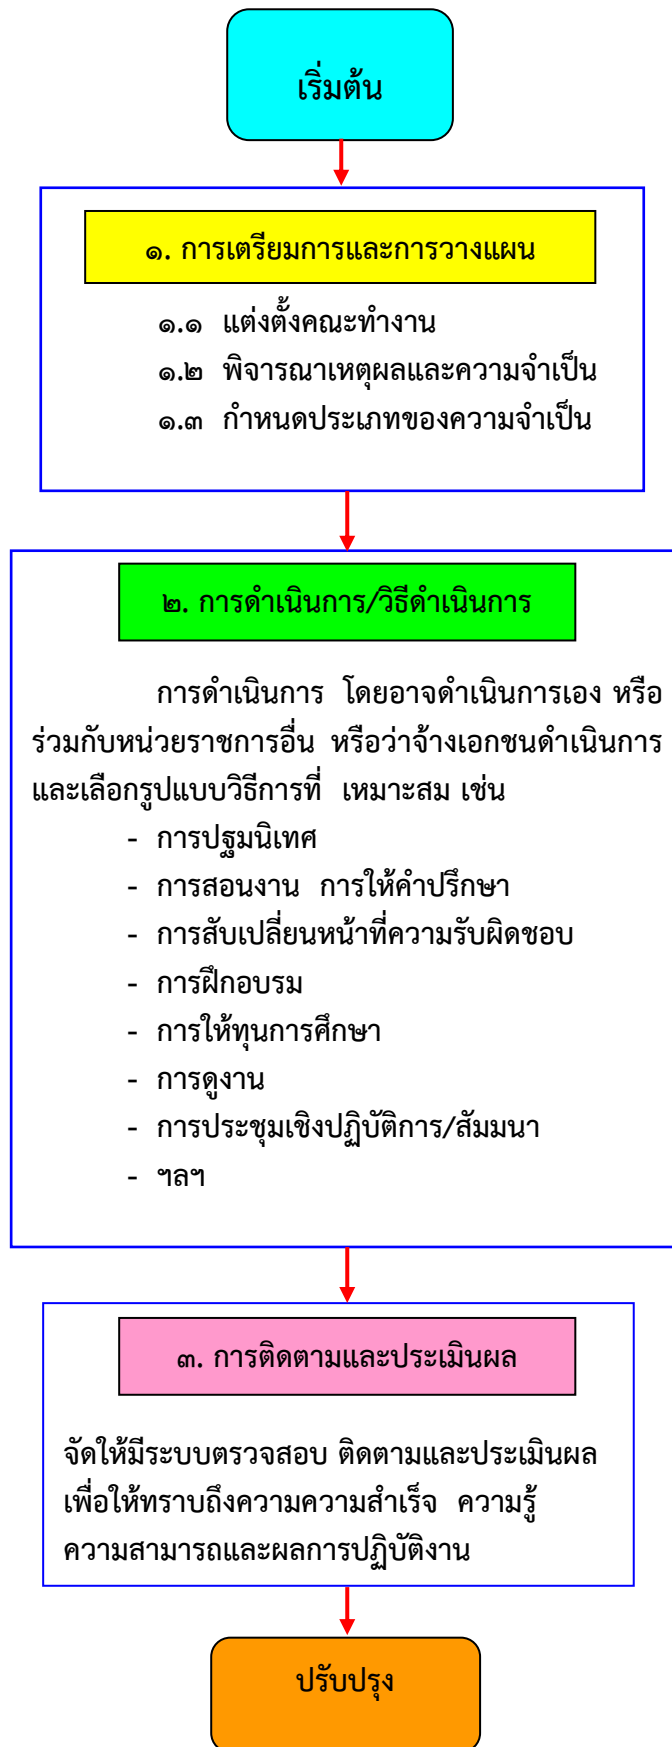 เริ่มต้น
๑. การเตรียมการและการวางแผน
๑.๑ แต่งตั้งคณะทำงาน
๑.๒ พิจารณาเหตุผลและความจำเป็น
๑.๓ กำหนดประเภทของความจำเป็น
๒. การดำเนินการ/วิธีดำเนินการ
การดำเนินการ โดยอาจดำเนินการเอง หรือ
ร่วมกับหน่วยราชการอื่น หรือว่าจ้างเอกชนดำเนินการ
และเลือกรูปแบบวิธีการที่ เหมาะสม เช่น
- การปฐมนิเทศ
- การสอนงาน การให้คำปรึกษา
- การสับเปลี่ยนหน้าที่ความรับผิดชอบ
- การฝึกอบรม
- การให้ทุนการศึกษา
- การดูงาน
- การประชุมเชิงปฏิบัติการ/สัมมนา
- ฯลฯ
๓. การติดตามและประเมินผล
จัดให้มีระบบตรวจสอบ ติดตามและประเมินผล
เพื่อให้ทราบถึงความความสำเร็จ ความรู้
ความสามารถและผลการปฏิบัติงาน
ปรับปรุง